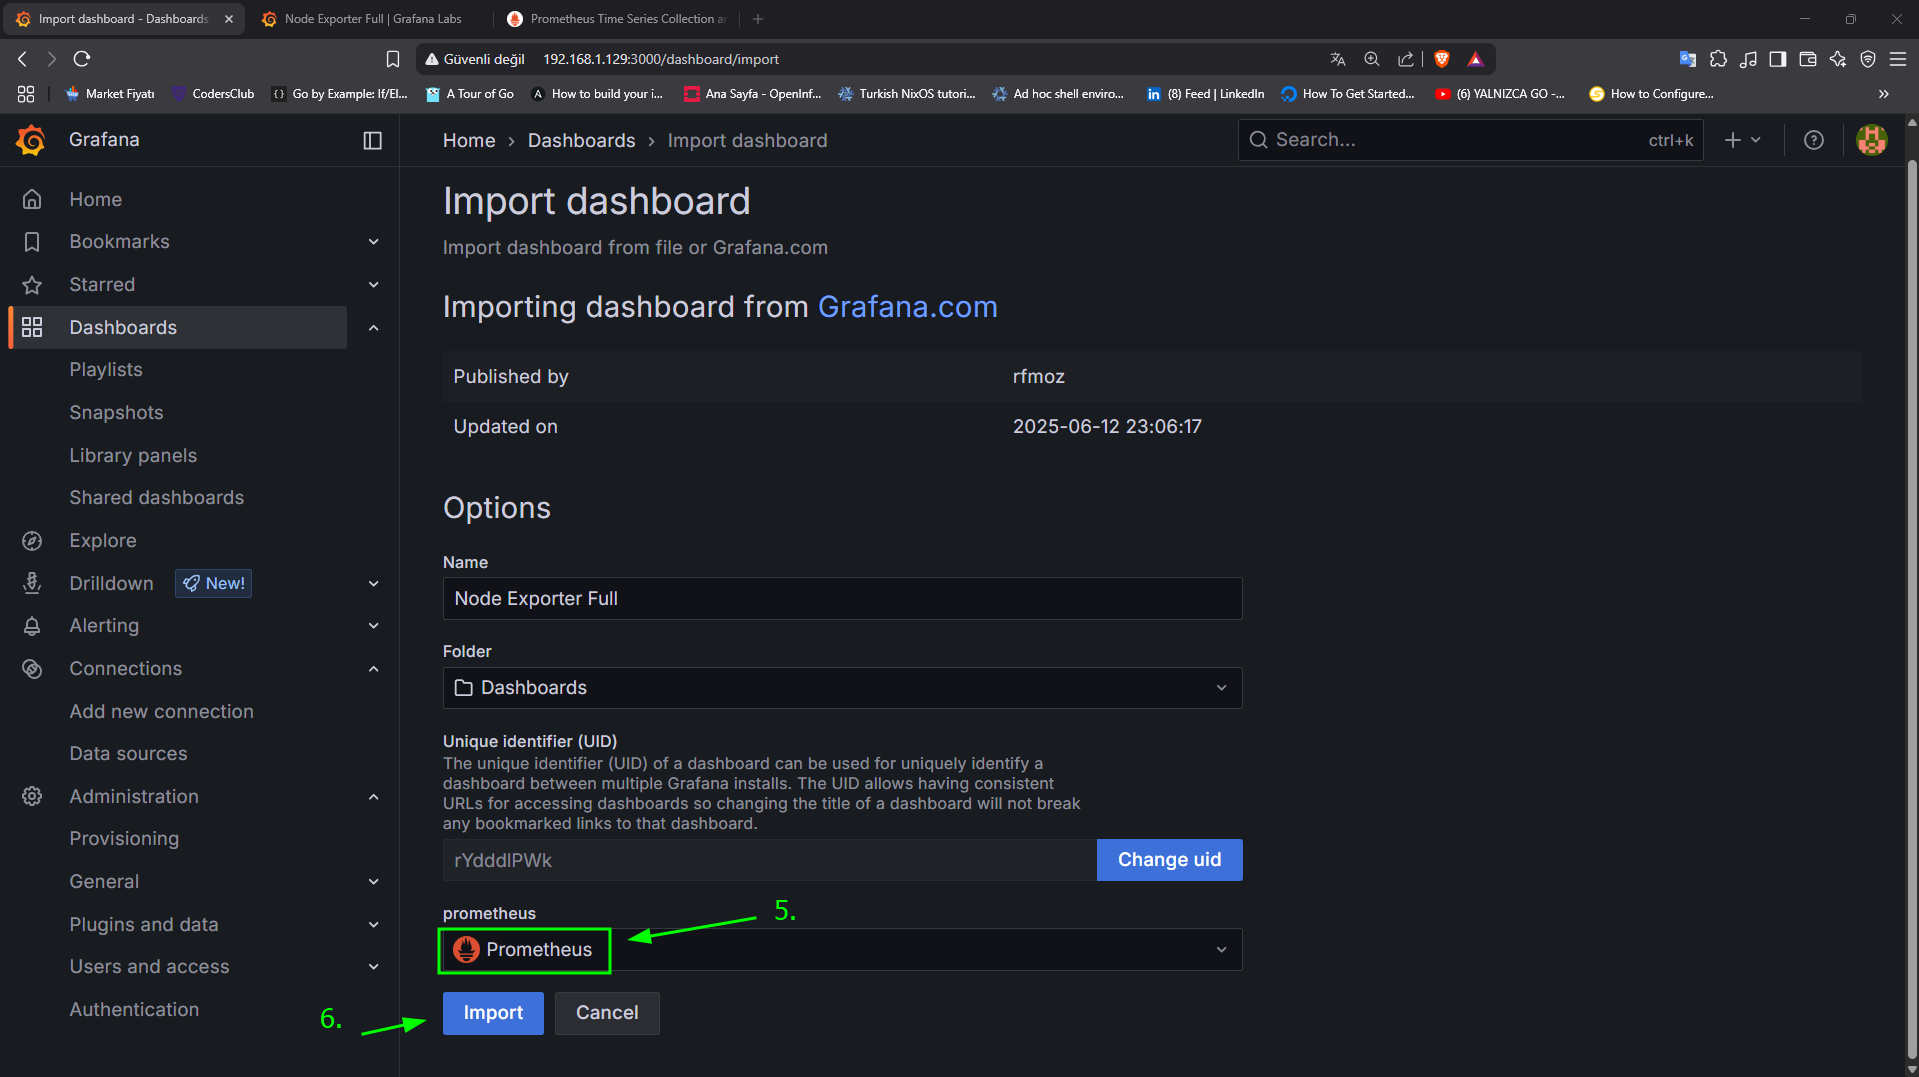 Import dashboard - Dashboards
Node Exporter Full | Grafana Labs
Prometheus Time Series Collection a
Güvenli değil 192.168.1.129:3000/dashboard/import
Market Fiyatı
CodersClub
Go by Example: If/El...
A Tour of Go
How to build your i...
Ana Sayfa - OpenInf...
Turkish NixOS tutori...
Ad hoc shell enviro...
(8) Feed | LinkedIn
How To Get Started...
(6) YALNIZCA GO -...
How to Configure...
Grafana
Home › Dashboards › Import dashboard
Search... ctrl+k
Home
Bookmarks
Starred
Dashboards
Playlists
Snapshots
Library panels
Shared dashboards
Explore
Drilldown New!
Alerting
Connections
Add new connection
Data sources
Administration
Provisioning
General
Plugins and data
Users and access
Authentication
Import dashboard
Import dashboard from file or Grafana.com
Importing dashboard from Grafana.com
Published by rfmoz
Updated on 2025-06-12 23:06:17
Options
Name
Node Exporter Full
Folder
Dashboards
Unique identifier (UID)
The unique identifier (UID) of a dashboard can be used for uniquely identify a
dashboard between multiple Grafana installs. The UID allows having consistent
URLs for accessing dashboards so changing the title of a dashboard will not break
any bookmarked links to that dashboard.
rYdddlPWk Change uid
prometheus
5.
Prometheus
6.
Import Cancel